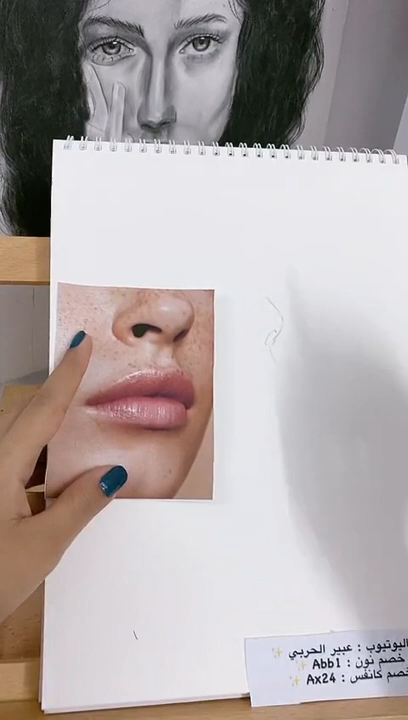 اليوتيوب : عبير الحربي ✨
خصم نون : Abb1 ✨
خصم كانفس : Ax24 ✨